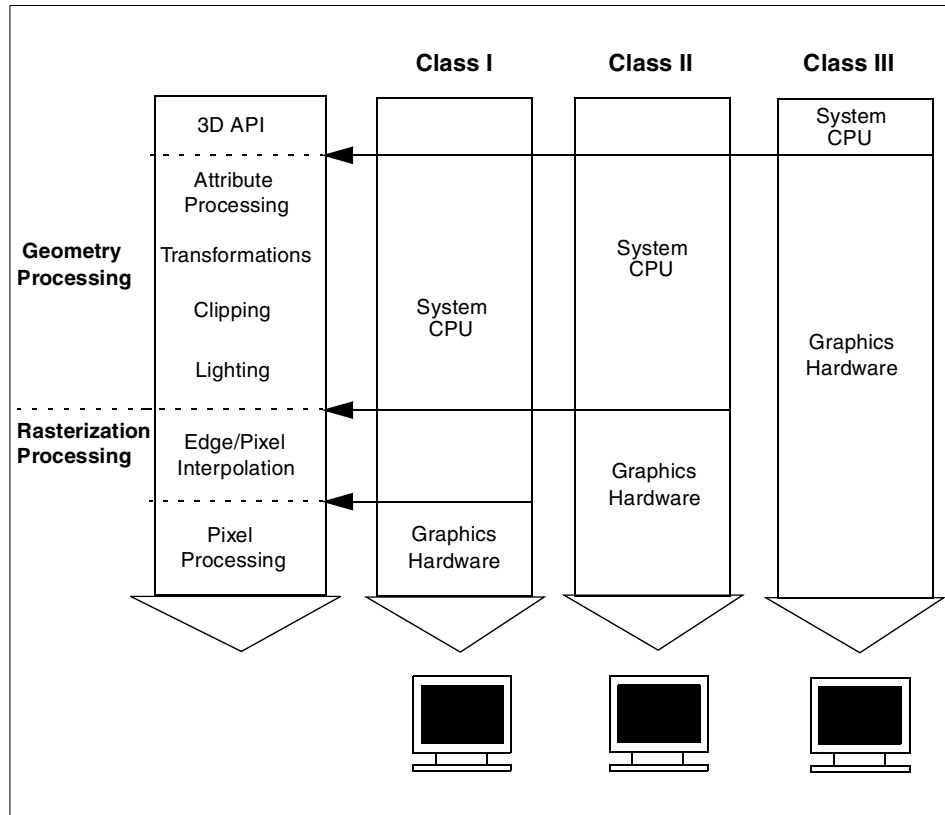 Class I
Class II
Class III
3D API
Attribute
Processing
Geometry
Processing
Transformations
Clipping
Lighting
Rasterization
Processing
Edge/Pixel
Interpolation
Pixel
Processing
System
CPU
Graphics
Hardware
System
CPU
Graphics
Hardware
System
CPU
Graphics
Hardware